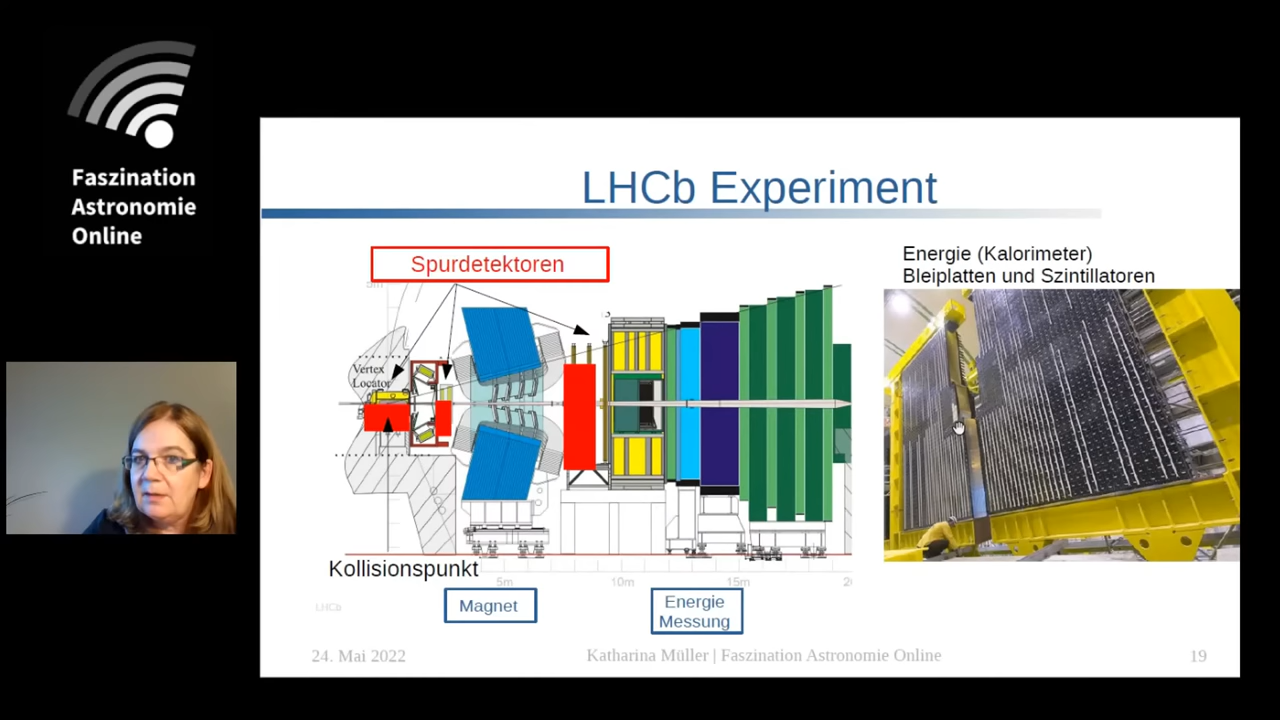 Faszination
Astronomie
Online
LHCb Experiment
Spurdetektoren
Energie (Kalorimeter)
Bleiplatten und Szintillatoren
5m
Vertex
Locator
Kollisionspunkt
5m
10m
15m
Magnet
Energie
Messung
LHCb
24. Mai 2022
Katharina Müller | Faszination Astronomie Online
19